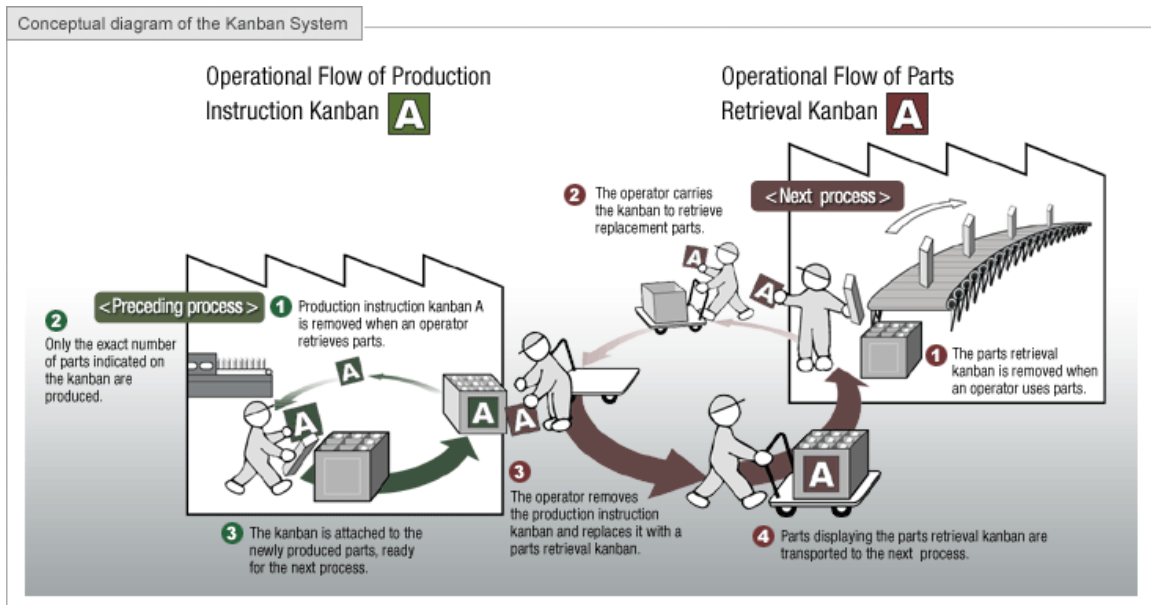 Conceptual diagram of the Kanban System
Operational Flow of Production
Instruction Kanban A
Operational Flow of Parts
Retrieval Kanban A
<Preceding process>
1 Production instruction kanban A
is removed when an operator
retrieves parts.
2
Only the exact number
of parts indicated on
the kanban are
produced.
A
A
A
A
3 The kanban is attached to the
newly produced parts, ready
for the next process.
<Next process>
2 The operator carries
the kanban to retrieve
replacement parts.
A
A
1 The parts retrieval
kanban is removed when
an operator uses parts.
3
The operator removes
the production instruction
kanban and replaces it with a
parts retrieval kanban.
A
4 Parts displaying the parts retrieval kanban are
transported to the next process.